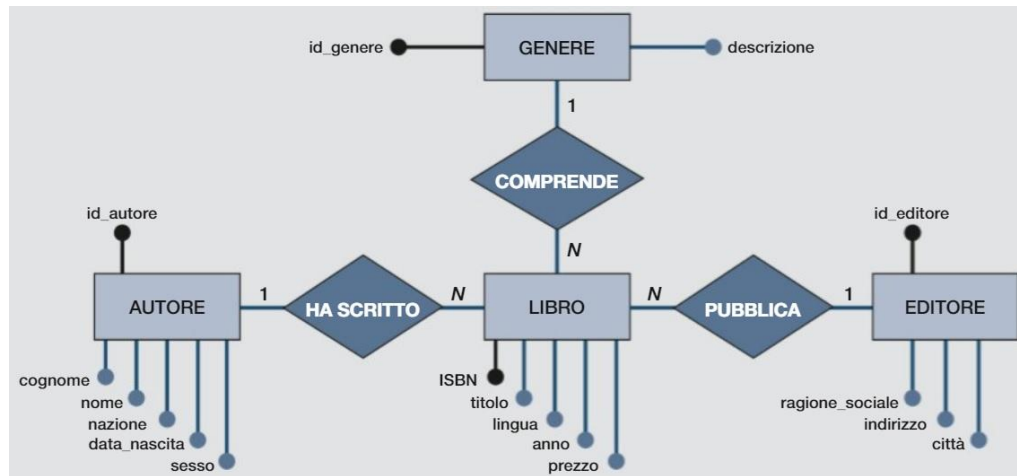 id_genere GENERE descrizione
1
COMPRENDE
N
id_autore id_editore
AUTORE 1 HA SCRITTO N LIBRO N PUBBLICA 1 EDITORE
cognome ISBN
nome titolo ragione_sociale
nazione lingua indirizzo
data_nascita anno città
sesso prezzo